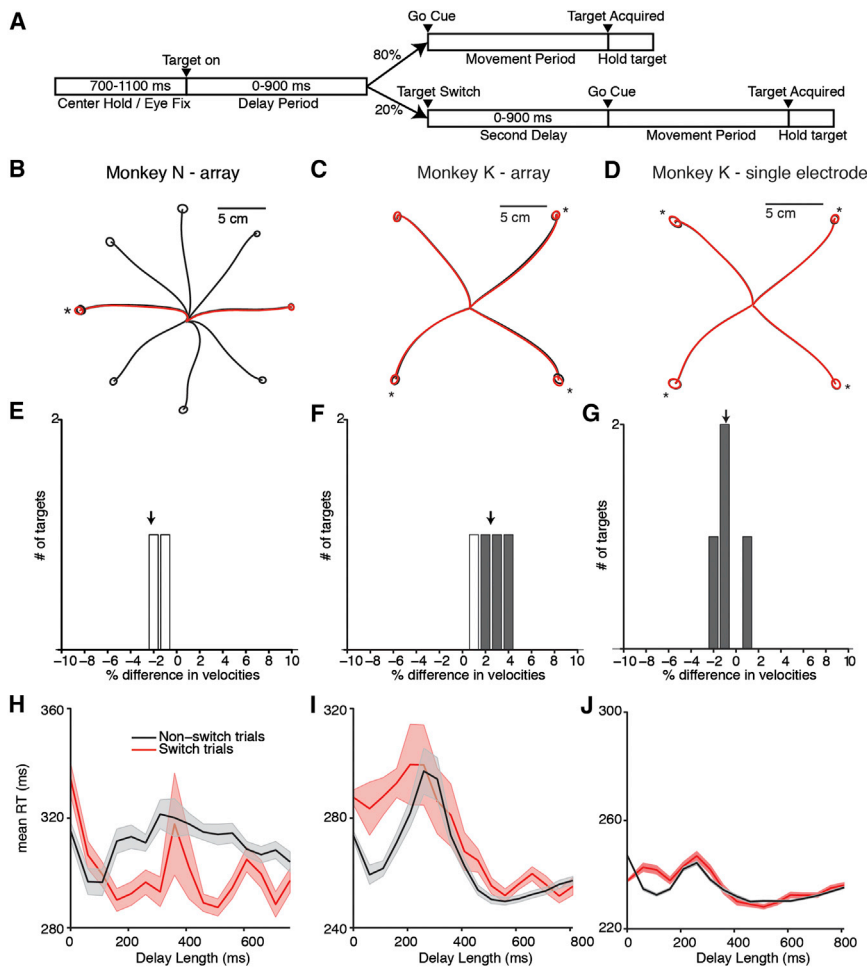 A
Go Cue
Target Acquired
Target on
80%
Movement Period
Hold target
700-1100 ms
0-900 ms
Center Hold / Eye Fix
Delay Period
Target Switch
Go Cue
Target Acquired
20%
0-900 ms
Second Delay
Movement Period
Hold target
B
Monkey N - array
5 cm
*
C
Monkey K - array
5 cm
*
*
*
D
Monkey K - single electrode
5 cm
*
*
*
*
E
2
# of targets
-10 -8 -6 -4 -2 0 2 4 6 8 10
% difference in velocities
F
2
# of targets
-10 -8 -6 -4 -2 0 2 4 6 8 10
% difference in velocities
G
2
# of targets
-10 -8 -6 -4 -2 0 2 4 6 8 10
% difference in velocities
H
360
320
280
mean RT (ms)
Non-switch trials
Switch trials
0 200 400 600
Delay Length (ms)
I
320
280
240
0 200 400 600 800
Delay Length (ms)
J
300
260
220
0 200 400 600 800
Delay Length (ms)